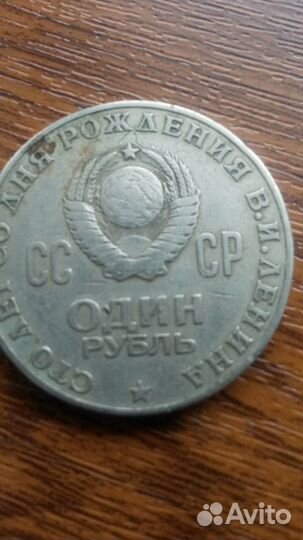 СТО ЛЕТ СО ДНЯ РОЖДЕНИЯ В.И.ЛЕНИНА
СС СР
ОДИН
РУБЛЬ
Avito